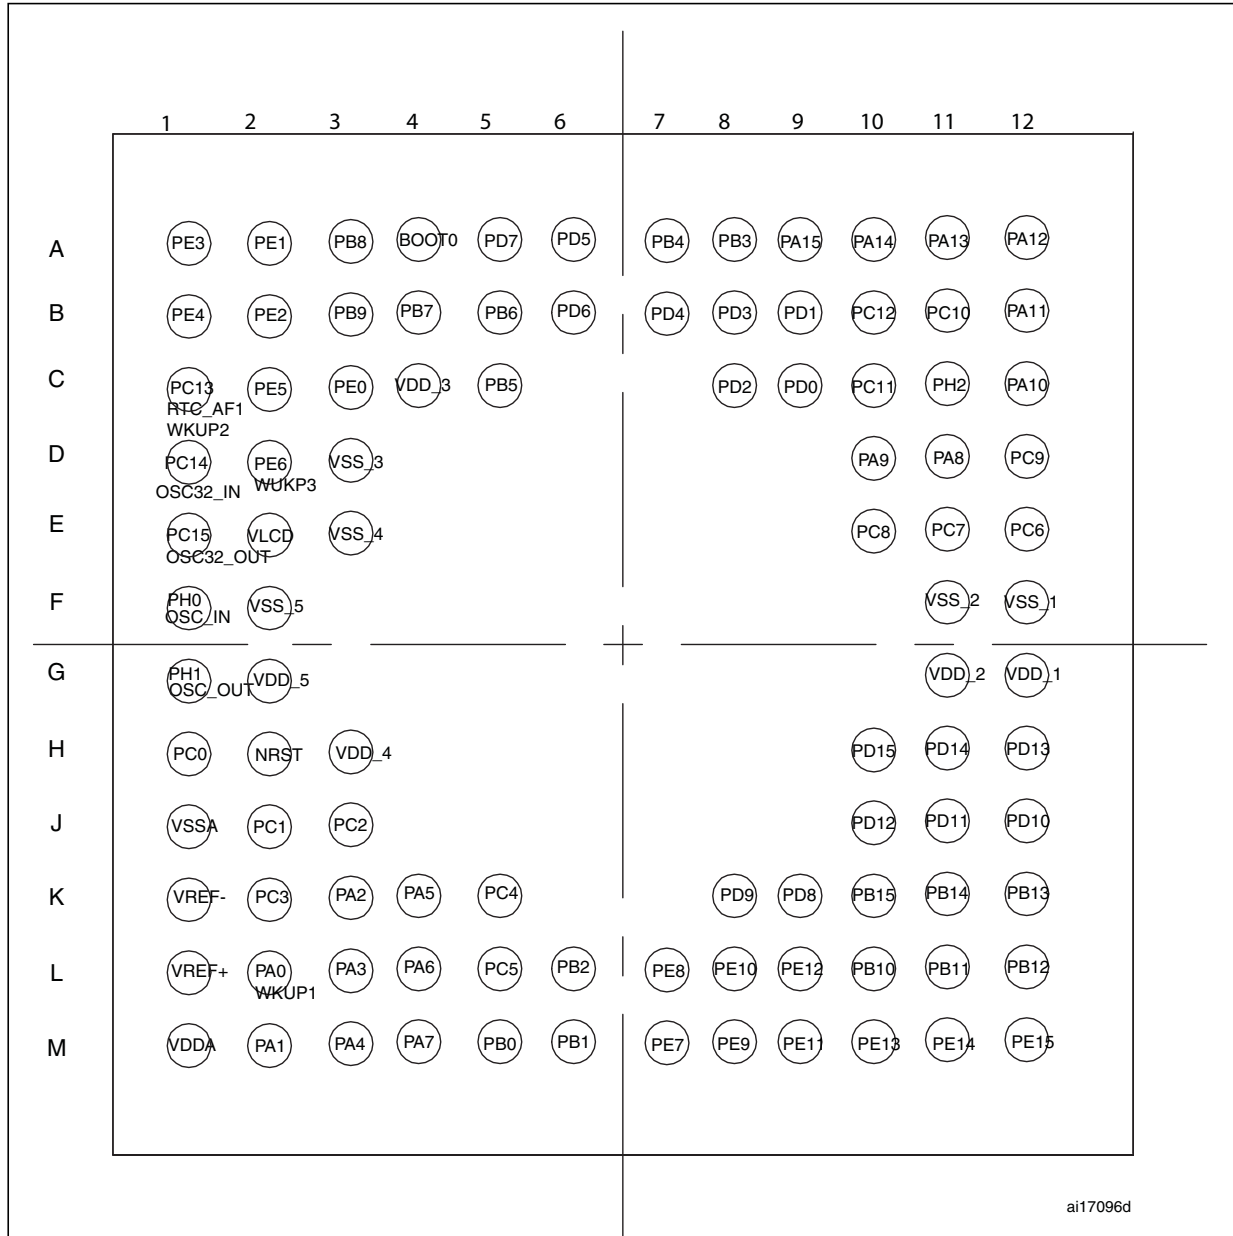 1 2 3 4 5 6 7 8 9 10 11 12
A PE3 PE1 PB8 BOOT0 PD7 PD5 PB4 PB3 PA15 PA14 PA13 PA12
B PE4 PE2 PB9 PB7 PB6 PD6 PD4 PD3 PD1 PC12 PC10 PA11
C PC13 PE5 PE0 VDD_3 PB5 PD2 PD0 PC11 PH2 PA10
RTC_AF1
WKUP2
D PC14 PE6 VSS_3 PA9 PA8 PC9
OSC32_IN WUKP3
E PC15 VLCD VSS_4 PC8 PC7 PC6
OSC32_OUT
F PH0 VSS_5 VSS_2 VSS_1
OSC_IN
G PH1 VDD_5 VDD_2 VDD_1
OSC_OUT
H PC0 NRST VDD_4 PD15 PD14 PD13
J VSSA PC1 PC2 PD12 PD11 PD10
K VREF- PC3 PA2 PA5 PC4 PD9 PD8 PB15 PB14 PB13
L VREF+ PA0 PA3 PA6 PC5 PB2 PE8 PE10 PE12 PB10 PB11 PB12
WKUP1
M VDDA PA1 PA4 PA7 PB0 PB1 PE7 PE9 PE11 PE13 PE14 PE15
ai17096d